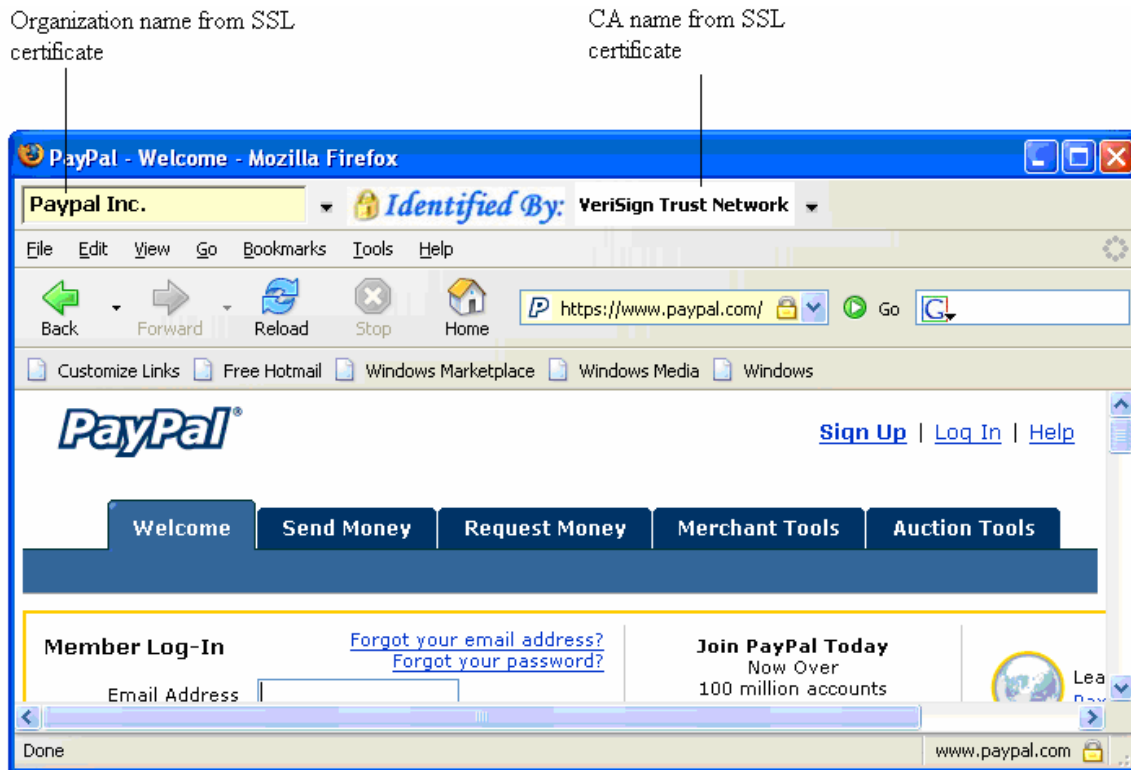 Organization name from SSL
certificate
CA name from SSL
certificate
PayPal - Welcome - Mozilla Firefox
Paypal Inc. Identified By: VeriSign Trust Network
File Edit View Go Bookmarks Tools Help
Back Forward Reload Stop Home https://www.paypal.com/ Go G
Customize Links Free Hotmail Windows Marketplace Windows Media Windows
PayPal®
Sign Up | Log In | Help
Welcome Send Money Request Money Merchant Tools Auction Tools
Member Log-In
Forgot your email address?
Forgot your password?
Email Address
Join PayPal Today
Now Over
100 million accounts
Lea
Done www.paypal.com